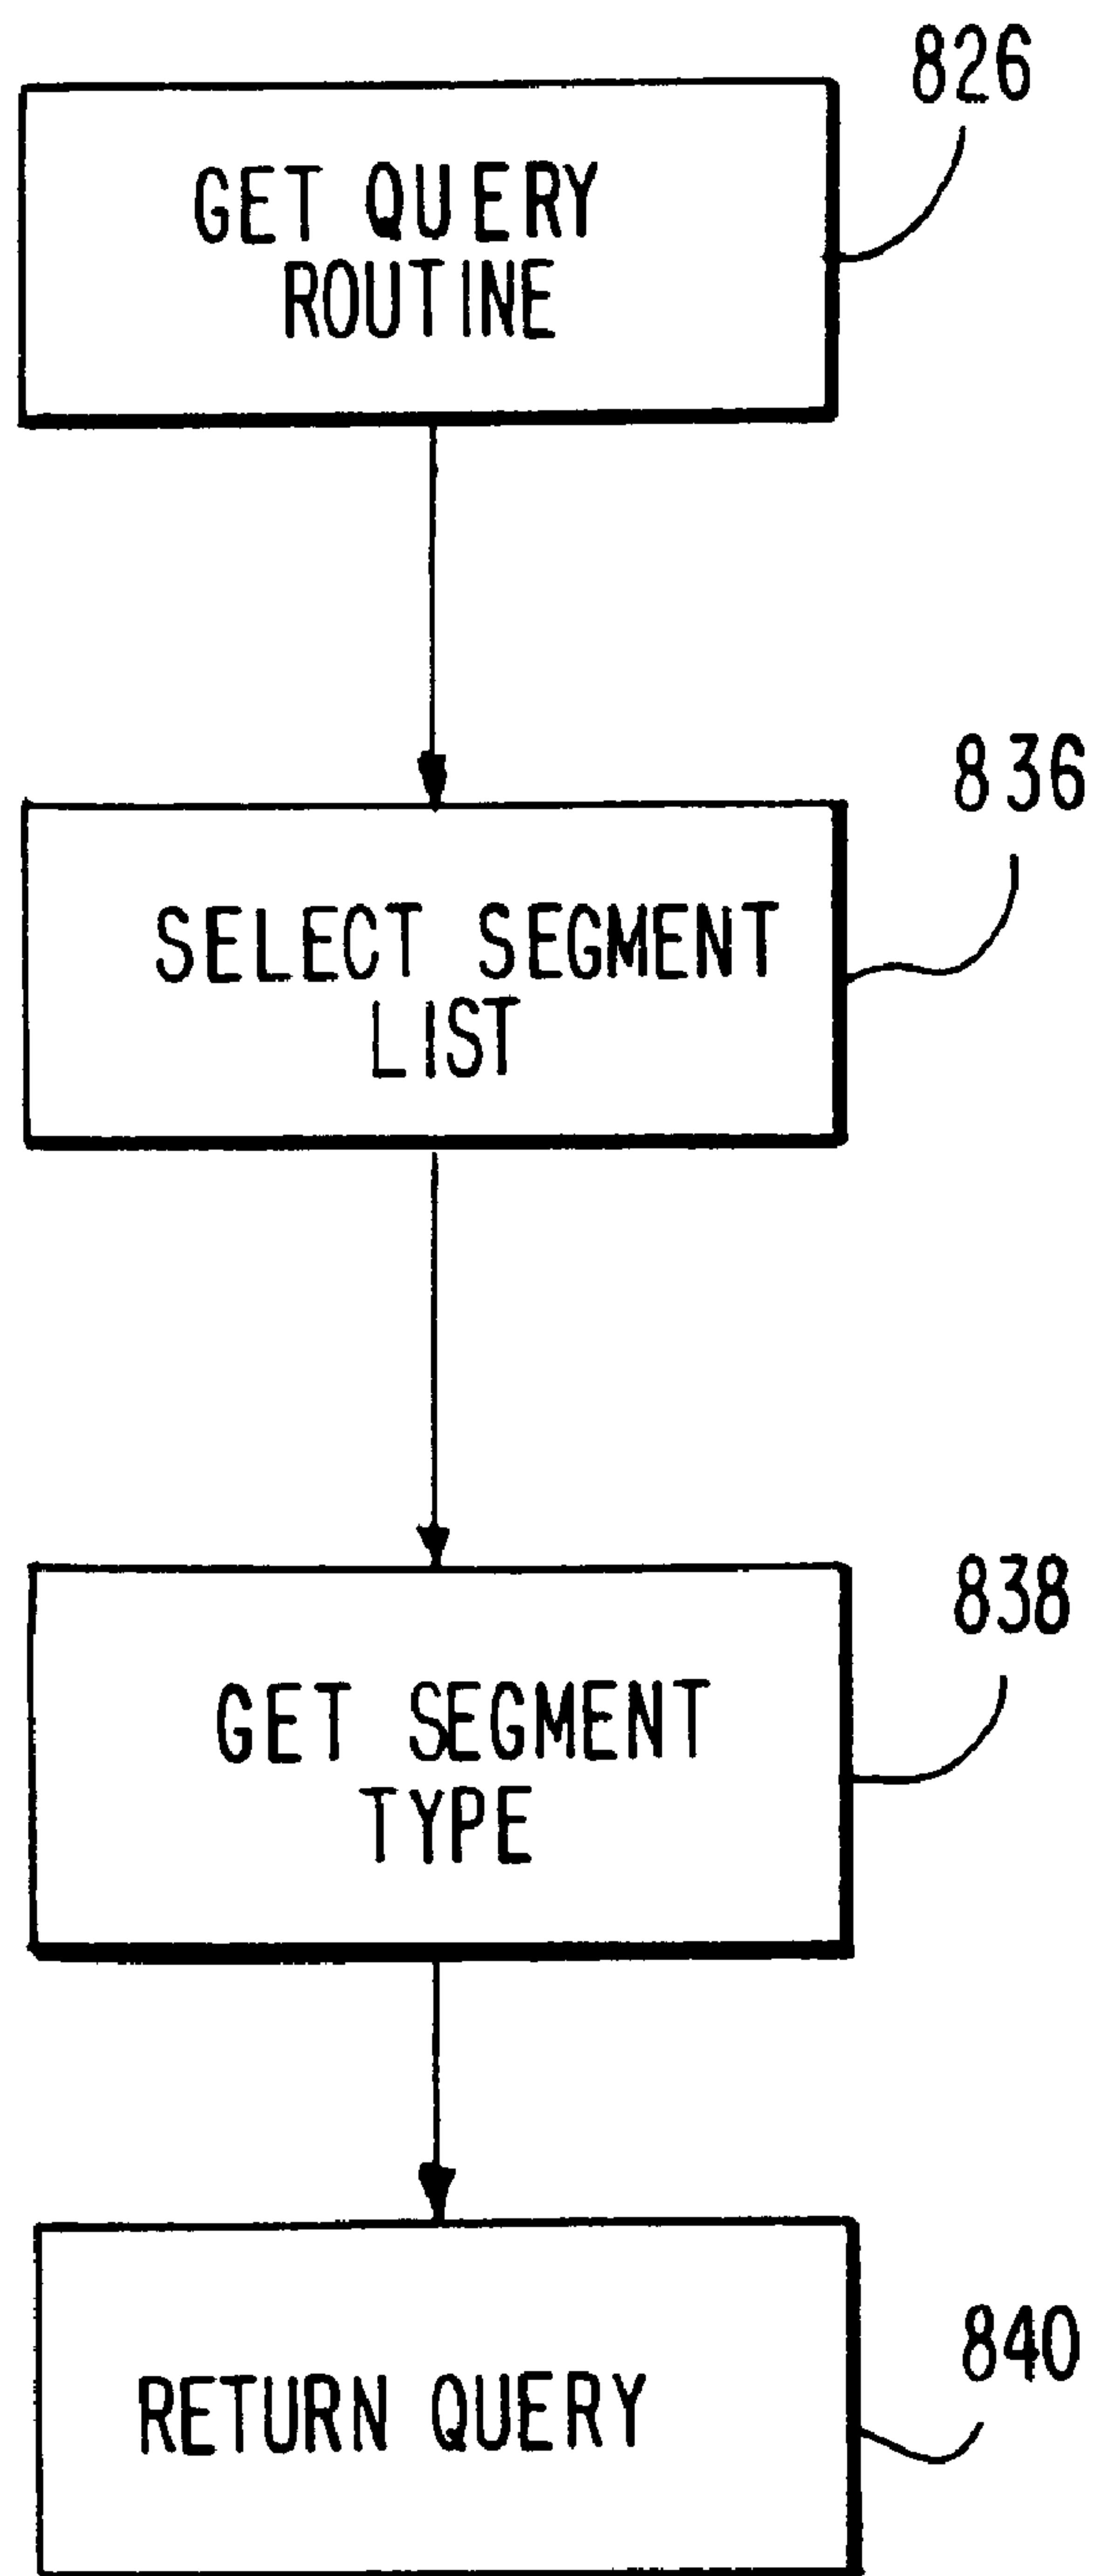 826
GET QUERY
ROUTINE
836
SELECT SEGMENT
LIST
838
GET SEGMENT
TYPE
840
RETURN QUERY